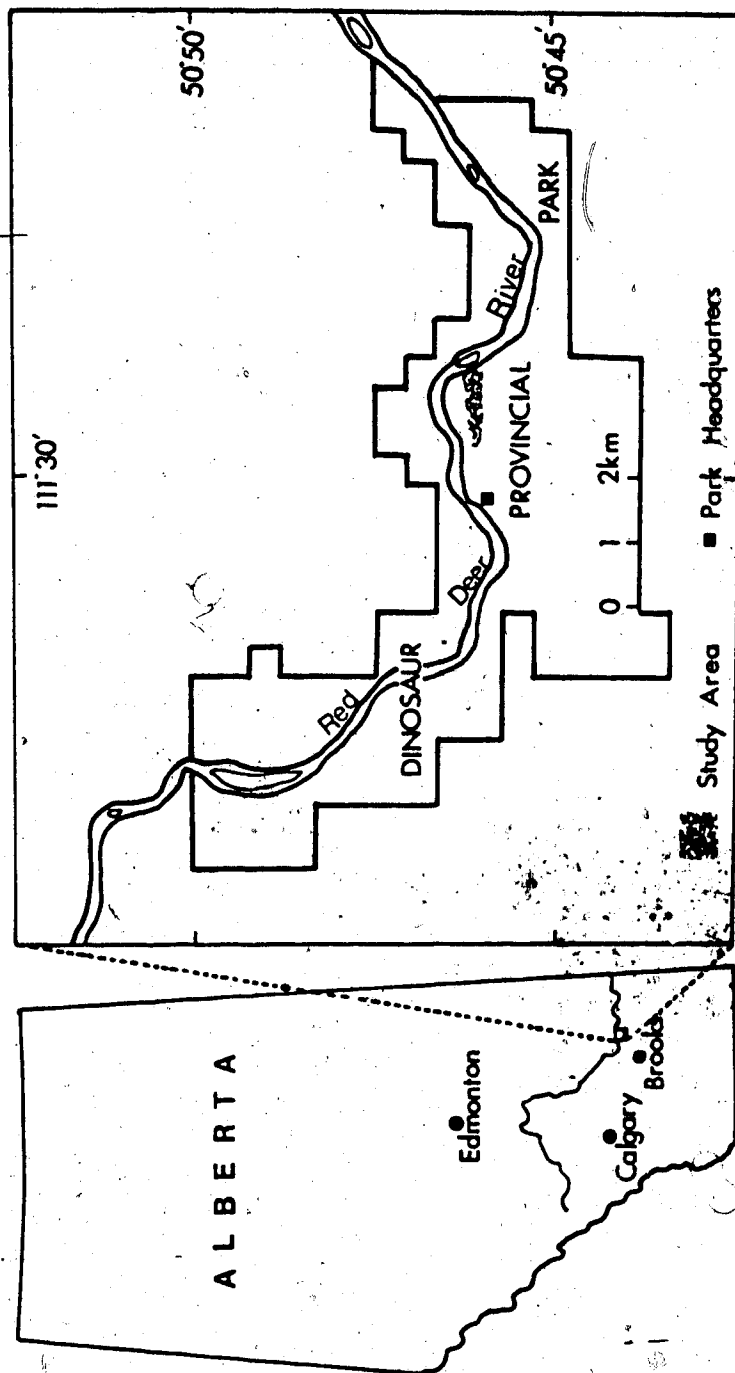 ALBERTA
Edmonton
Calgary
Brooks
111°30'
50°50'
50°45'
Red
Deer
River
DINOSAUR
PROVINCIAL
PARK
0 1 2km
Study Area
Park Headquarters